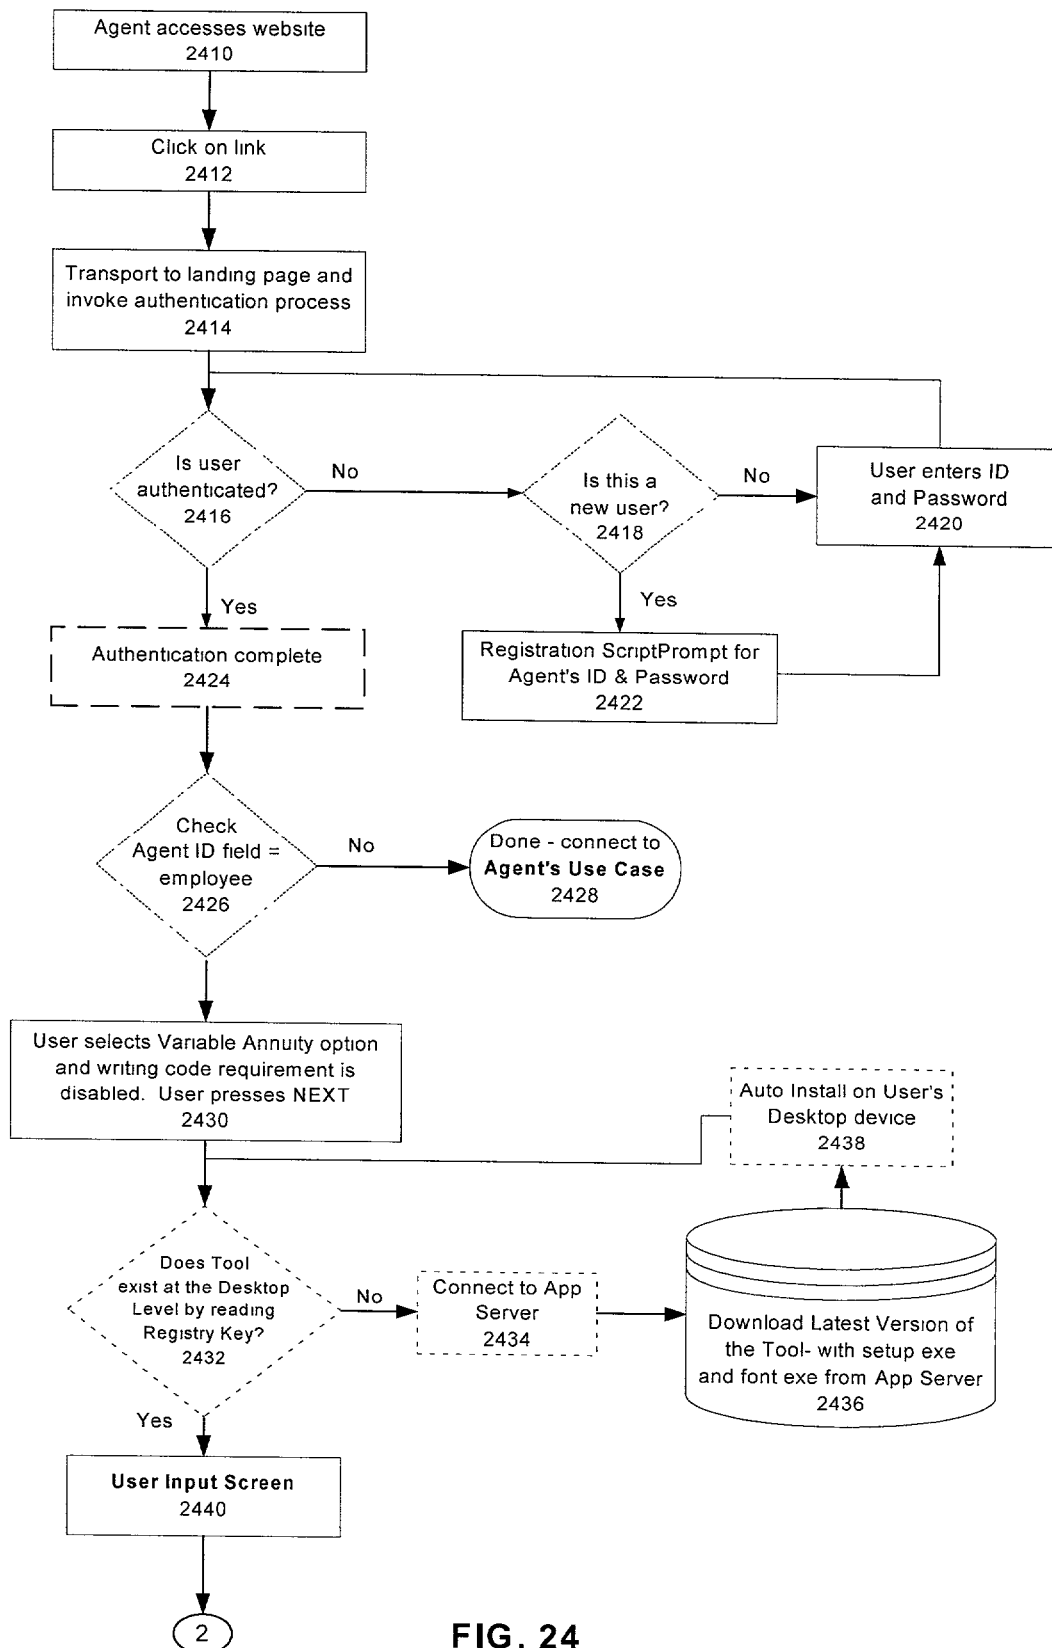 Agent accesses website
2410
Click on link
2412
Transport to landing page and
invoke authentication process
2414
Is user
authenticated?
2416
No
Is this a
new user?
2418
No
User enters ID
and Password
2420
Yes
Yes
Authentication complete
2424
Registration ScriptPrompt for
Agent's ID & Password
2422
Check
Agent ID field =
employee
2426
No
Done - connect to
Agent's Use Case
2428
User selects Variable Annuity option
and writing code requirement is
disabled. User presses NEXT
2430
Auto Install on User's
Desktop device
2438
Does Tool
exist at the Desktop
Level by reading
Registry Key?
2432
No
Connect to App
Server
2434
Download Latest Version of
the Tool- with setup exe
and font exe from App Server
2436
Yes
User Input Screen
2440
2
FIG. 24